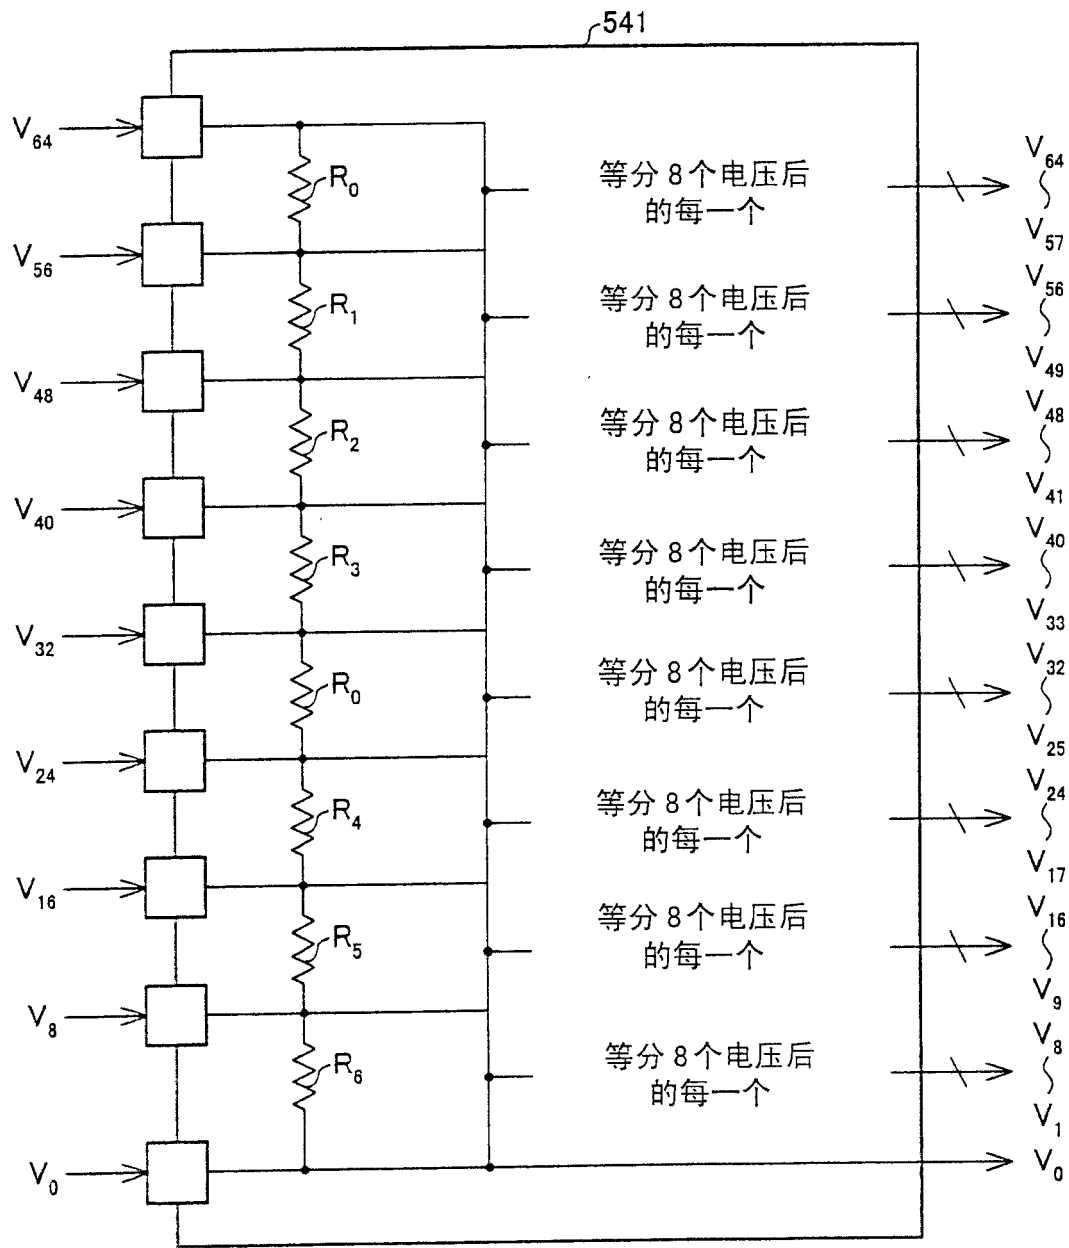 541
V64
R0
V56
R1
V48
R2
V40
R3
V32
R0
V24
R4
V16
R5
V8
R6
V0
等分8个电压后
的每一个
等分8个电压后
的每一个
等分8个电压后
的每一个
等分8个电压后
的每一个
等分8个电压后
的每一个
等分8个电压后
的每一个
等分8个电压后
的每一个
等分8个电压后
的每一个
V64
V57
V56
V49
V48
V41
V40
V33
V32
V25
V24
V17
V16
V9
V8
V1
V0